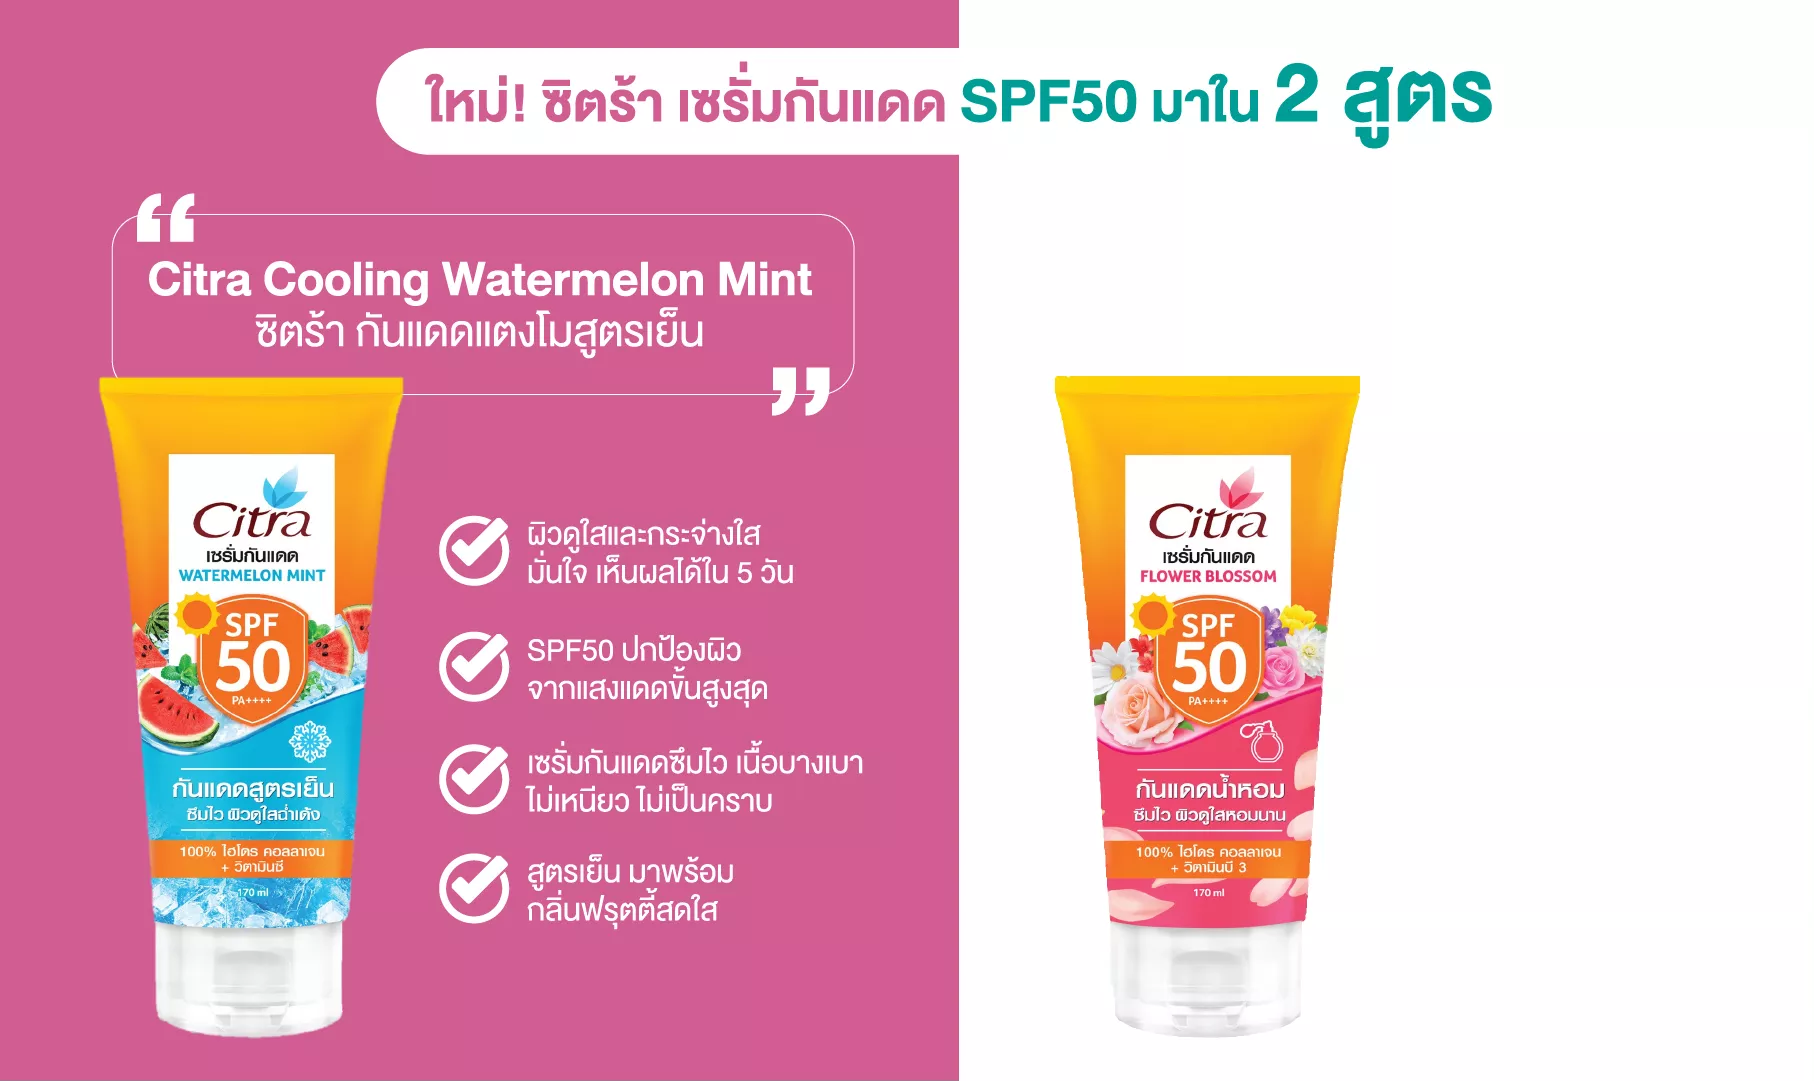 ใหม่! ซิตร้า เซรั่มกันแดด SPF50 มาใน 2 สูตร
Citra Cooling Watermelon Mint
ซิตร้า กันแดดแตงโมสูตรเย็น
ผิวดูใสและกระจ่างใส
มั่นใจ เห็นผลได้ใน 5 วัน
SPF50 ปกป้องผิว
จากแสงแดดขั้นสูงสุด
เซรั่มกันแดดซึมไว เนื้อบางเบา
ไม่เหนียว ไม่เป็นคราบ
สูตรเย็น มาพร้อม
กลิ่นฟรุตตี้สดใส
Citra
เซรั่มกันแดด
WATERMELON MINT
SPF
50
PA++++
กันแดดสูตรเย็น
ซึมไว ผิวดูใสฉ่ำเด้ง
100% ไฮโดร คอลลาเจน
+ วิตามินซี
170 ml
Citra
เซรั่มกันแดด
FLOWER BLOSSOM
SPF
50
PA++++
กันแดดน้ำหอม
ซึมไว ผิวดูใสหอมนาน
100% ไฮโดร คอลลาเจน
+ วิตามินบี 3
170 ml